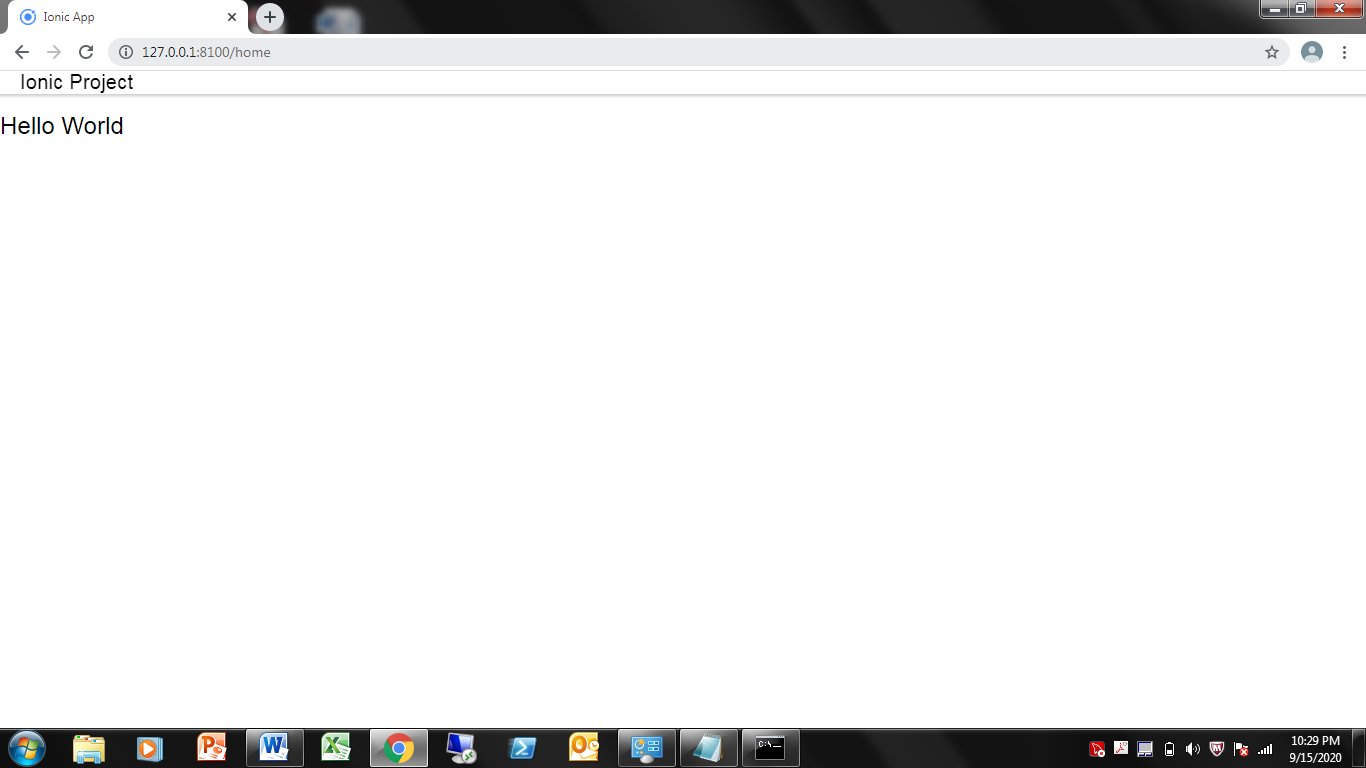 Ionic App
127.0.0.1:8100/home
Ionic Project
Hello World
10:29 PM
9/15/2020